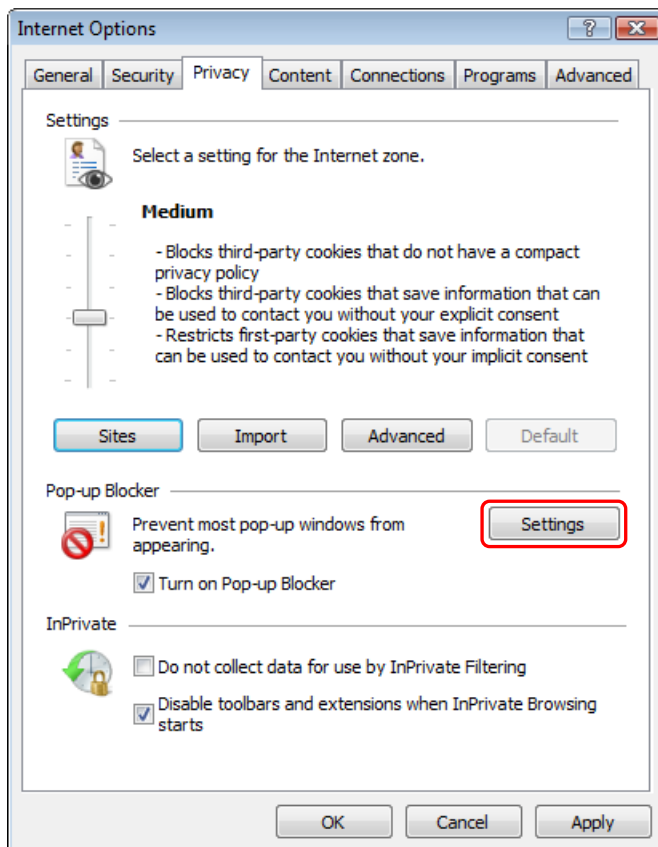 Internet Options
General Security Privacy Content Connections Programs Advanced
Settings
Select a setting for the Internet zone.
Medium
- Blocks third-party cookies that do not have a compact
privacy policy
- Blocks third-party cookies that save information that can
be used to contact you without your explicit consent
- Restricts first-party cookies that save information that
can be used to contact you without your implicit consent
Sites Import Advanced Default
Pop-up Blocker
Prevent most pop-up windows from
appearing.
Settings
Turn on Pop-up Blocker
InPrivate
Do not collect data for use by InPrivate Filtering
Disable toolbars and extensions when InPrivate Browsing
starts
OK Cancel Apply